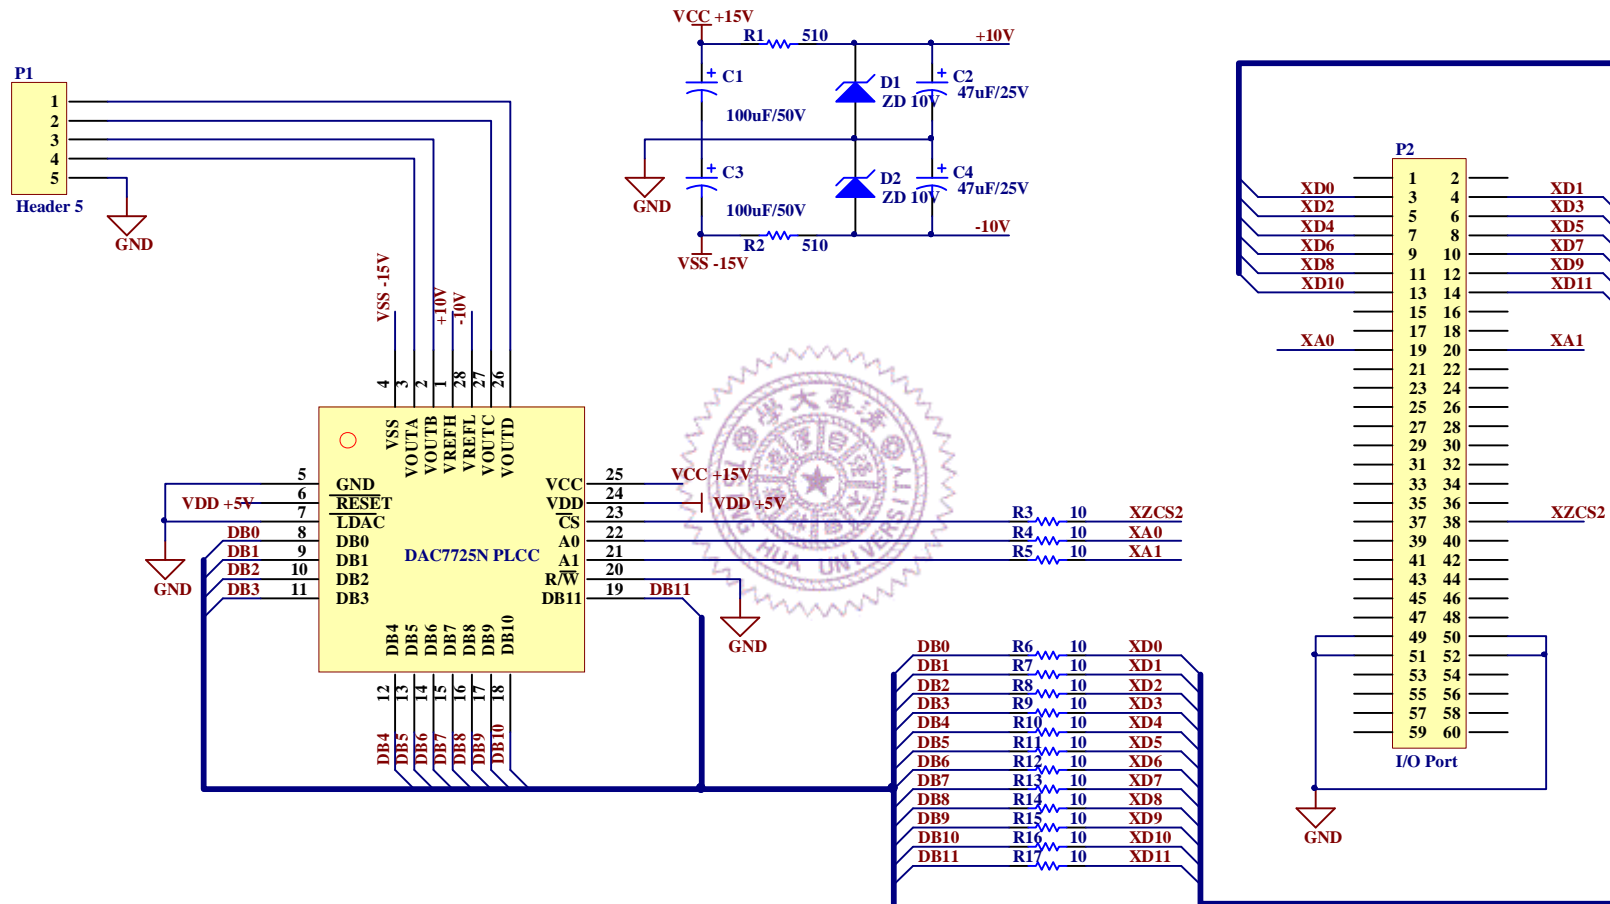 VCC +15V
R1 510 +10V
P1
1
2
3
4
5
Header 5
GND
C1
100uF/50V
D1
ZD 10V
C2
47uF/25V
C3
100uF/50V
D2
ZD 10V
C4
47uF/25V
GND
R2 510 -10V
VSS -15V
VSS -15V
+10V
-10V
4 3 2 1 28 27 26
VSS VOUTA VOUTB VREFH VREFL VOUTC VOUTD
5 GND VCC 25 VCC +15V
VDD +5V 6 RESET VDD 24 VDD +5V
7 LDAC CS 23 R3 10 XZCS2
DB0 8 DB0 A0 22 R4 10 XA0
DB1 9 DB1 DAC7725N PLCC A1 21 R5 10 XA1
DB2 10 DB2 R/W 20
DB3 11 DB3 DB11 19 DB11
GND
GND
DB4 DB5 DB6 DB7 DB8 DB9 DB10
12 13 14 15 16 17 18
DB4 DB5 DB6 DB7 DB8 DB9 DB10
學大華清
TSING HUA UNIVERSITY
DB0 R6 10 XD0
DB1 R7 10 XD1
DB2 R8 10 XD2
DB3 R9 10 XD3
DB4 R10 10 XD4
DB5 R11 10 XD5
DB6 R12 10 XD6
DB7 R13 10 XD7
DB8 R14 10 XD8
DB9 R15 10 XD9
DB10 R16 10 XD10
DB11 R17 10 XD11
P2
1 2
XD0 3 4 XD1
XD2 5 6 XD3
XD4 7 8 XD5
XD6 9 10 XD7
XD8 11 12 XD9
XD10 13 14 XD11
15 16
17 18
XA0 19 20 XA1
21 22
23 24
25 26
27 28
29 30
31 32
33 34
35 36
37 38 XZCS2
39 40
41 42
43 44
45 46
47 48
49 50
51 52
53 54
55 56
57 58
59 60
I/O Port
GND